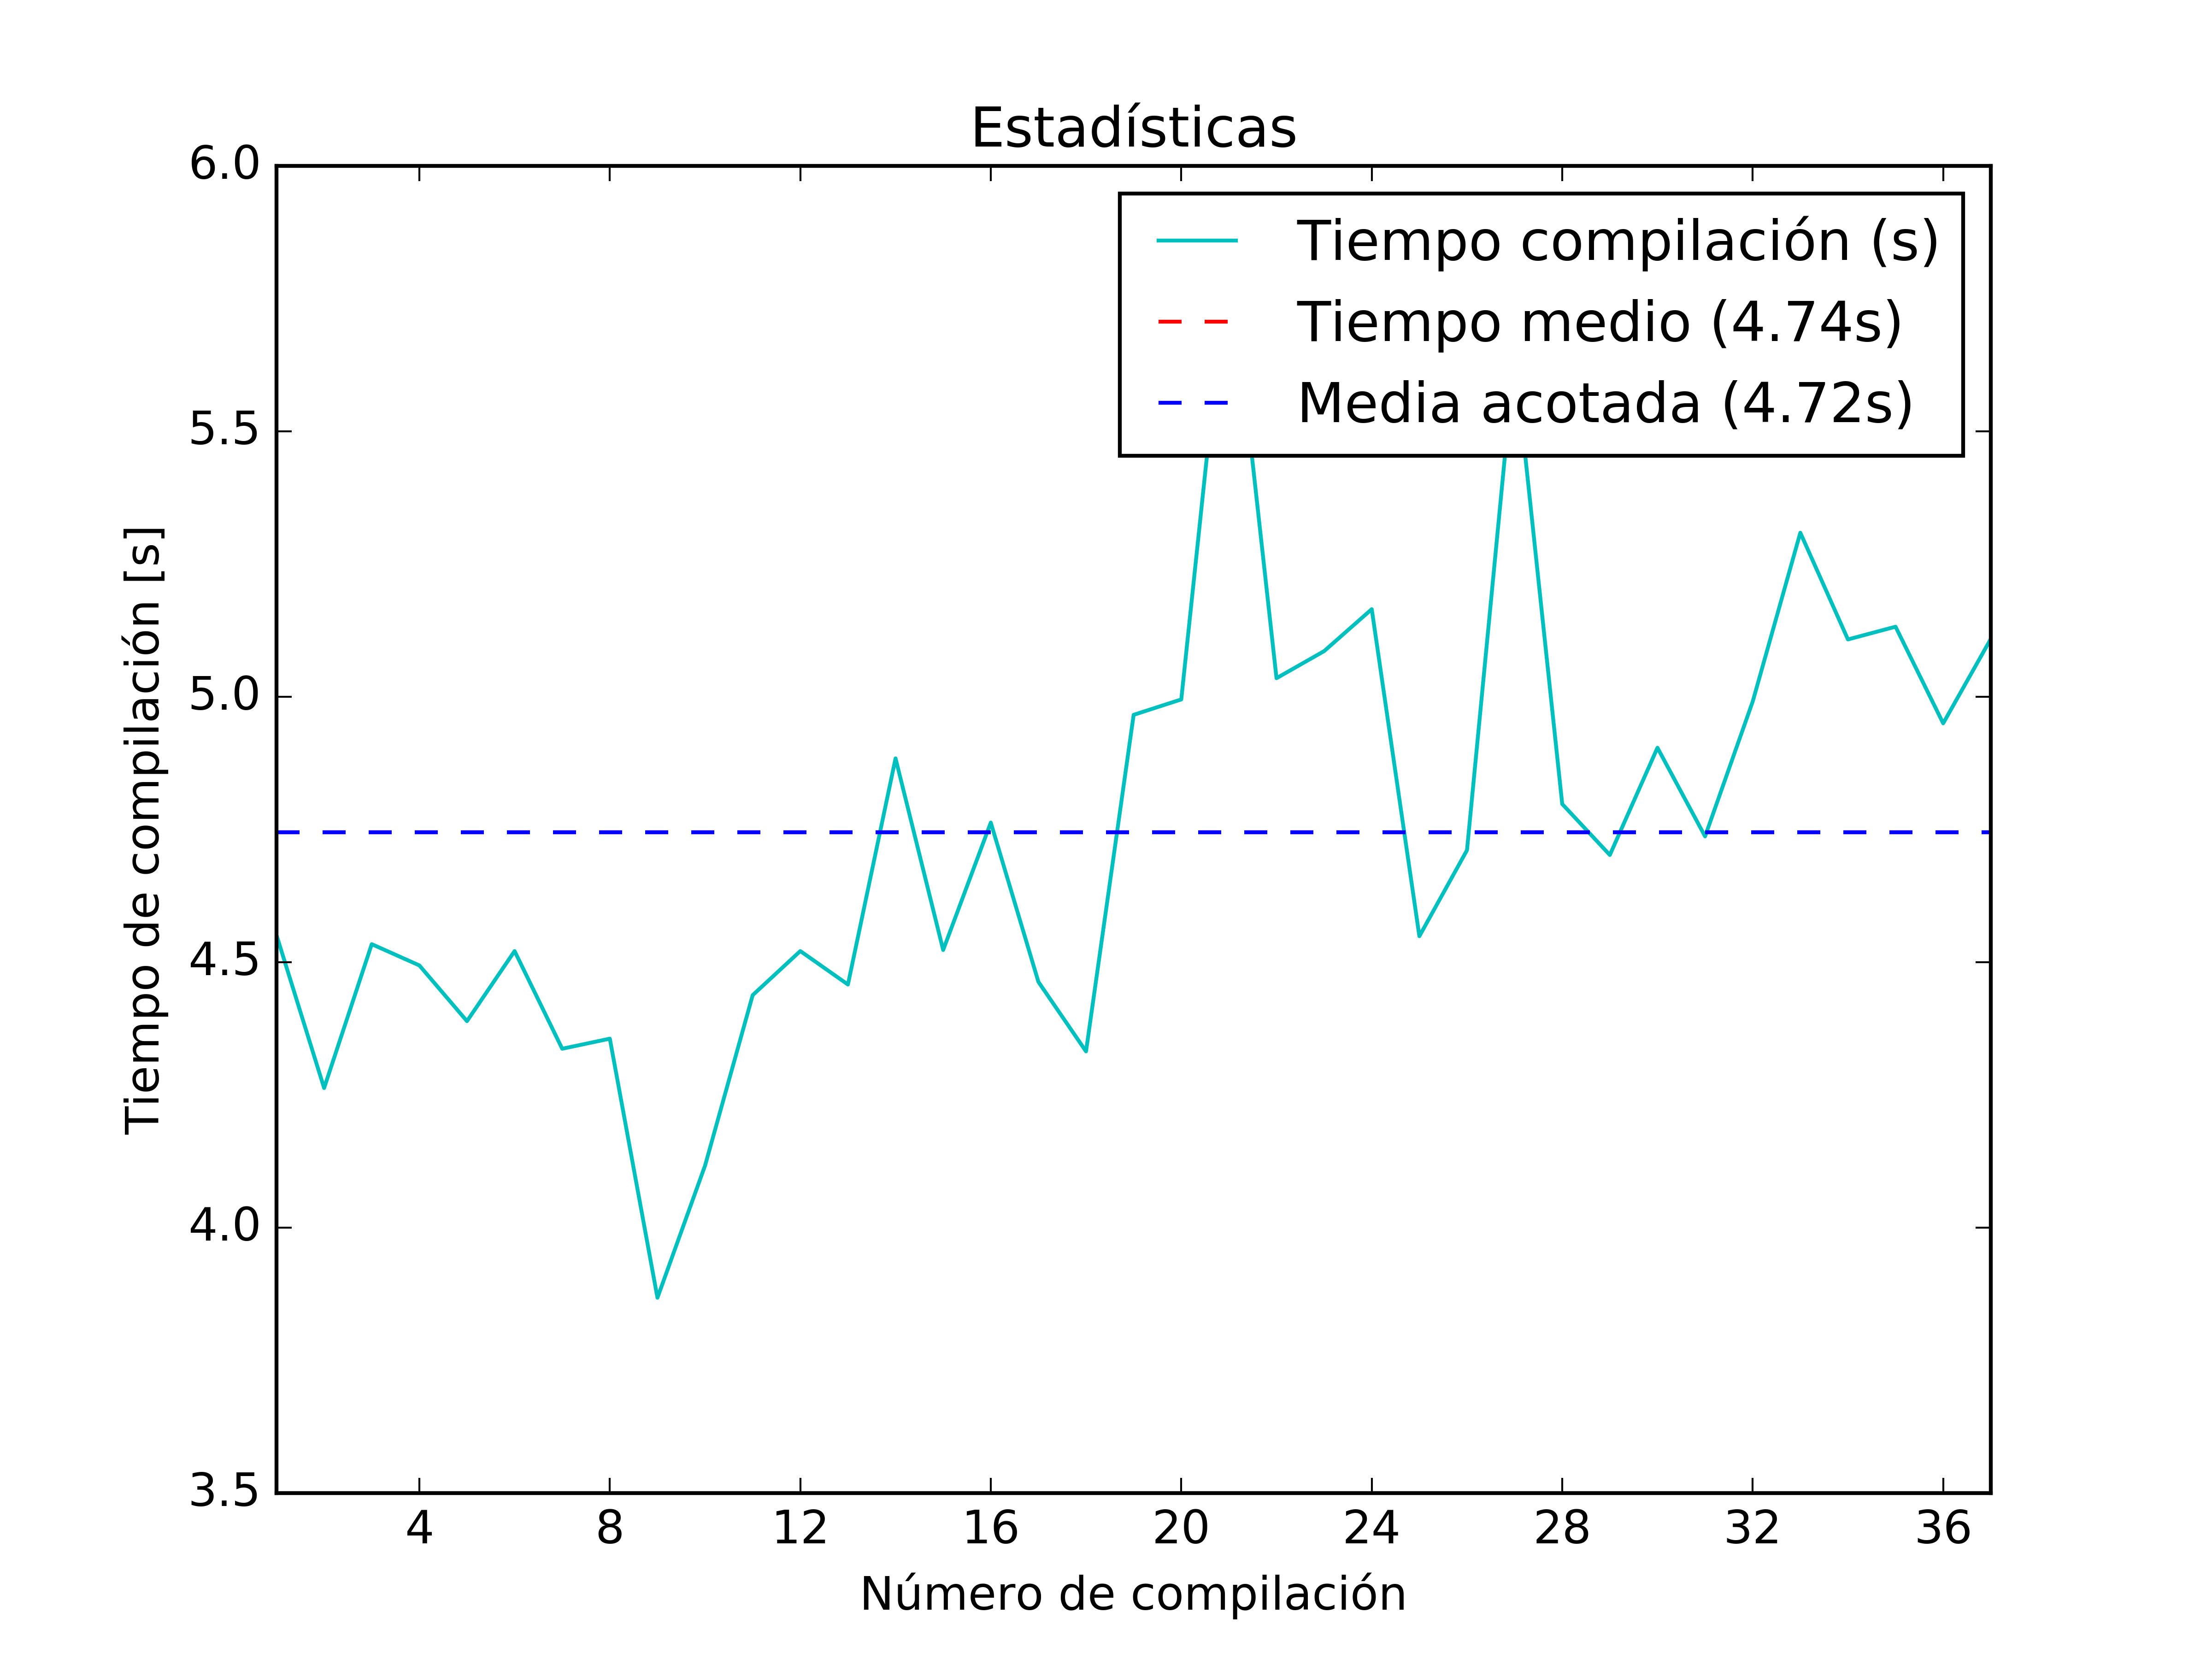 Estadísticas
6.0
5.5
5.0
4.5
4.0
3.5
Tiempo de compilación [s]
Tiempo compilación (s)
Tiempo medio (4.74s)
Media acotada (4.72s)
4 8 12 16 20 24 28 32 36
Número de compilación